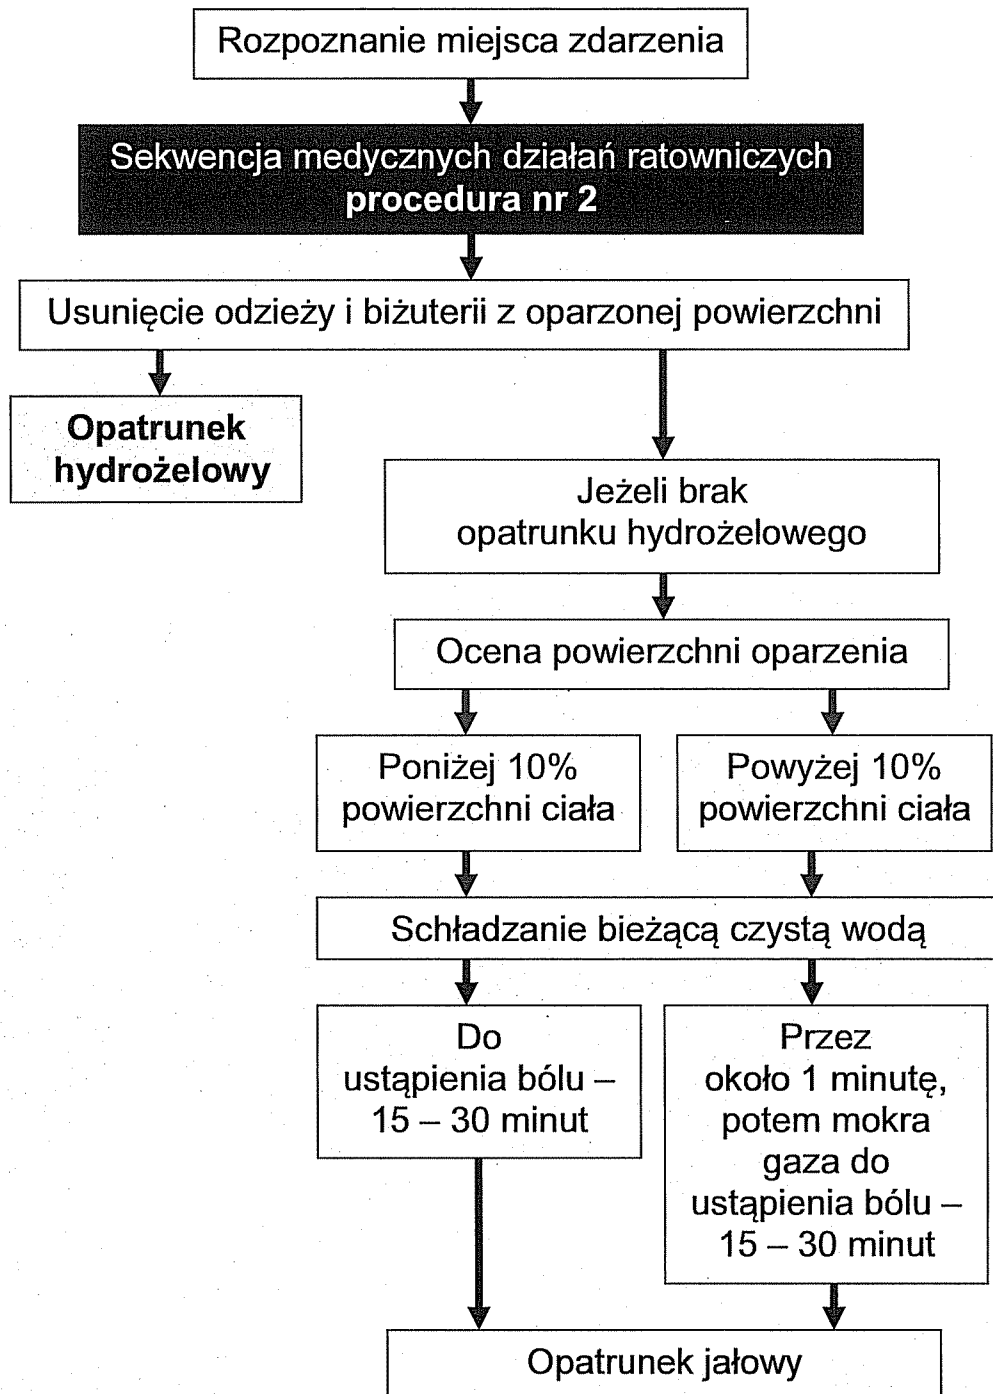 Rozpoznanie miejsca zdarzenia
Sekwencja medycznych działań ratowniczych
procedura nr 2
Usunięcie odzieży i biżuterii z oparzonej powierzchni
Opatrunek
hydrożelowy
Jeżeli brak
opatrunku hydrożelowego
Ocena powierzchni oparzenia
Poniżej 10%
powierzchni ciała
Powyżej 10%
powierzchni ciała
Schładzanie bieżącą czystą wodą
Do
ustąpienia bólu –
15 – 30 minut
Przez
około 1 minutę,
potem mokra
gaza do
ustąpienia bólu –
15 – 30 minut
Opatrunek jałowy